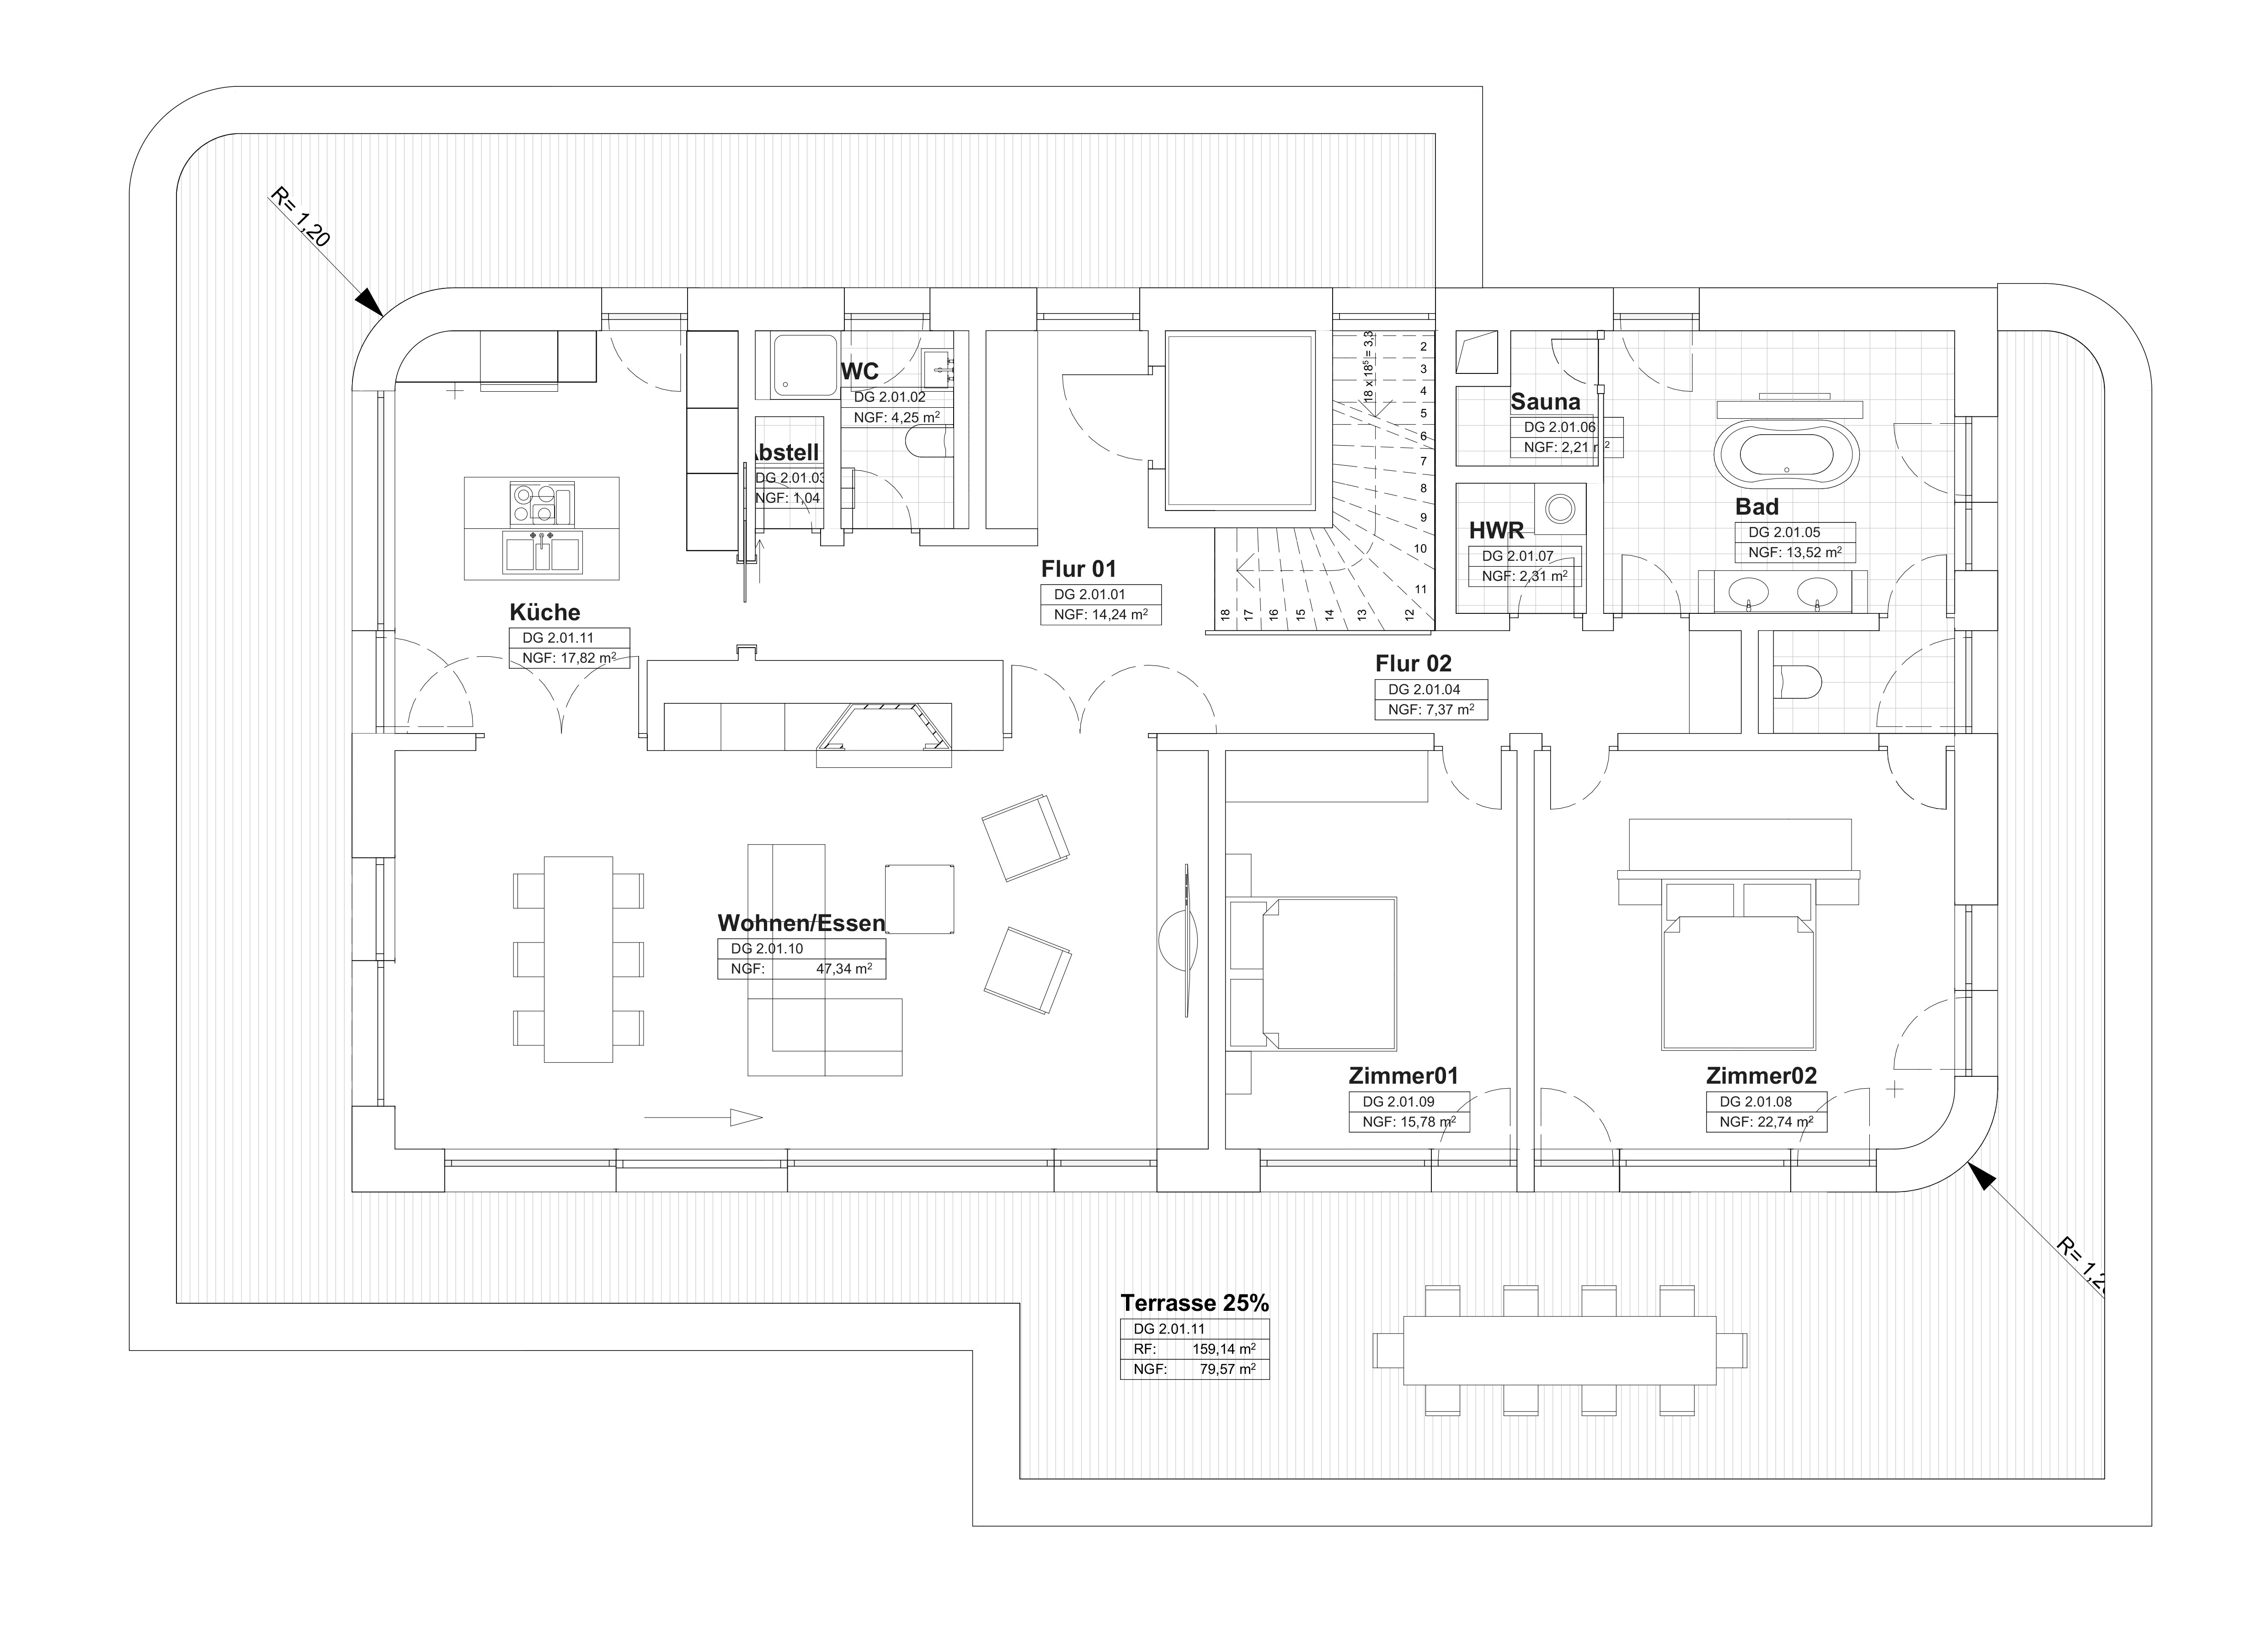 R= 1,20
WC
DG 2.01.02
NGF: 4,25 m²
Abstell
DG 2.01.03
NGF: 1,04
18 x 18⁵ = 3,3
2
3
4
5
6
7
8
9
10
11
12
13
14
15
16
17
18
Sauna
DG 2.01.06
NGF: 2,21 m²
HWR
DG 2.01.07
NGF: 2,31 m²
Bad
DG 2.01.05
NGF: 13,52 m²
Flur 01
DG 2.01.01
NGF: 14,24 m²
Küche
DG 2.01.11
NGF: 17,82 m²
Flur 02
DG 2.01.04
NGF: 7,37 m²
Wohnen/Essen
DG 2.01.10
NGF: 47,34 m²
Zimmer01
DG 2.01.09
NGF: 15,78 m²
Zimmer02
DG 2.01.08
NGF: 22,74 m²
R= 1,2
Terrasse 25%
DG 2.01.11
RF: 159,14 m²
NGF: 79,57 m²